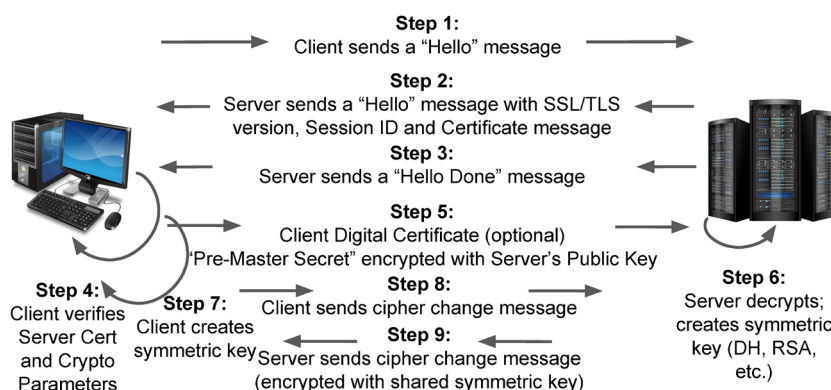 Step 1:
Client sends a “Hello” message
Step 2:
Server sends a “Hello” message with SSL/TLS
version, Session ID and Certificate message
Step 3:
Server sends a “Hello Done” message
Step 4:
Client verifies
Server Cert
and Crypto
Parameters
Step 5:
Client Digital Certificate (optional)
“Pre-Master Secret” encrypted with Server’s Public Key
Step 6:
Server decrypts;
creates symmetric
key (DH, RSA,
etc.)
Step 7:
Client creates
symmetric key
Step 8:
Client sends cipher change message
Step 9:
Server sends cipher change message
(encrypted with shared symmetric key)